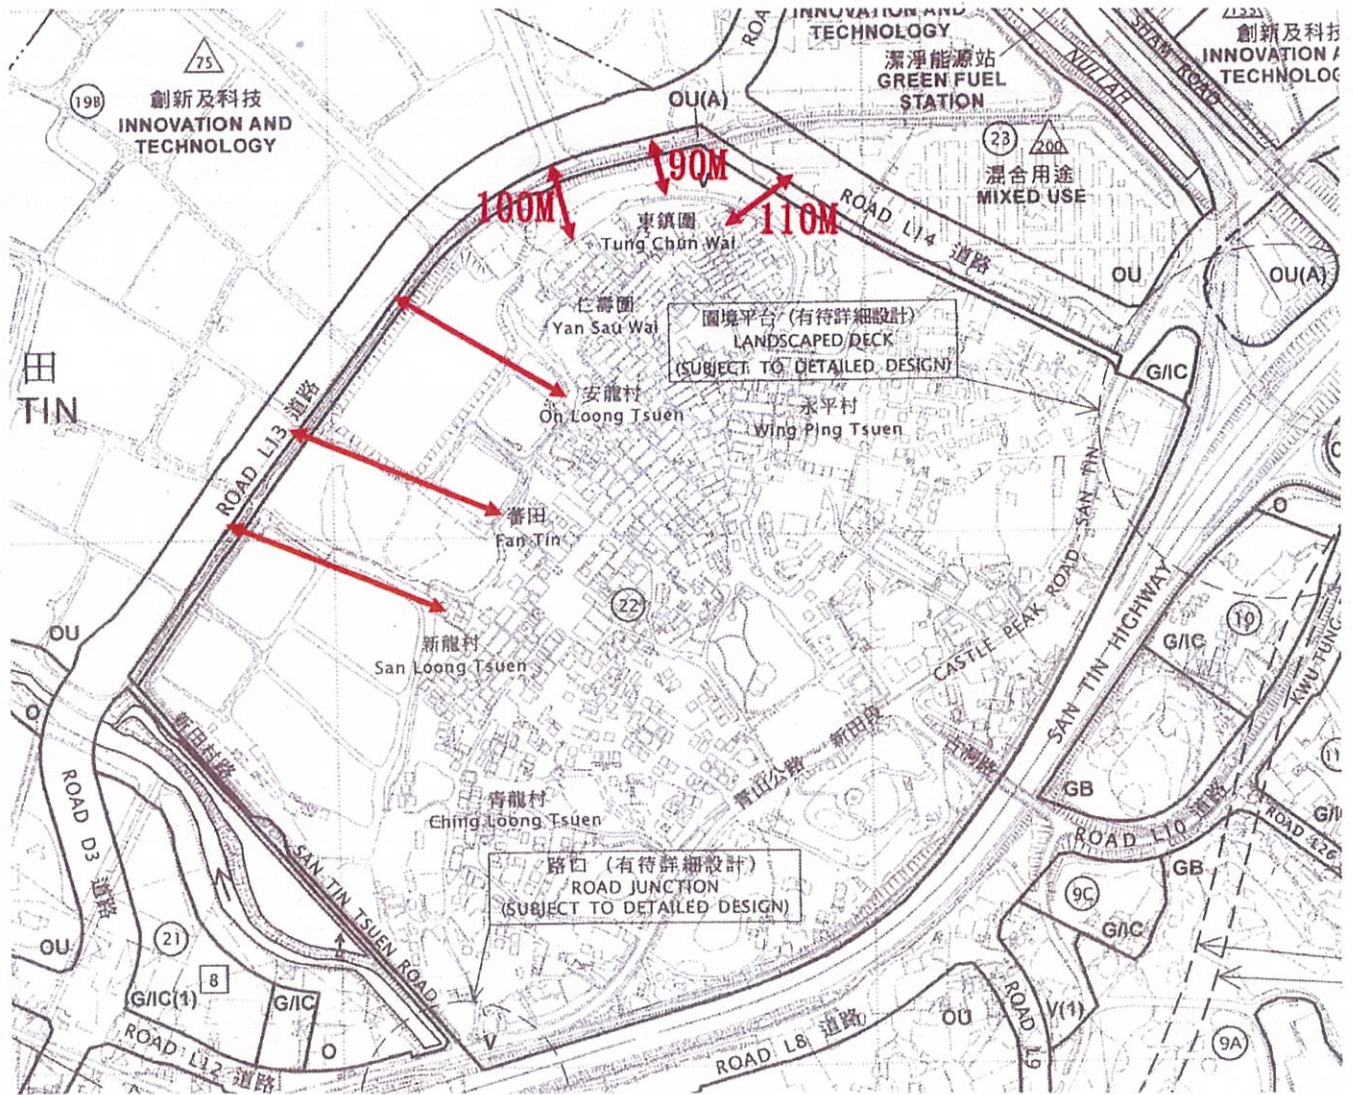 INNOVATION AND
TECHNOLOGY
ROA
SHAM ROAD
NULLAH
創新及科技
INNOVATION A
TECHNOLOG
潔淨能源站
GREEN FUEL
STATION
75
19B
創新及科技
INNOVATION AND
TECHNOLOGY
OU(A)
23
200
混合用途
MIXED USE
90M
100M
110M
東鎮圍
Tung Chun Wai
ROAD L14 道路
OU
OU(A)
仁壽圍
Yan Sau Wai
園境平台 (有待詳細設計)
LANDSCAPED DECK
(SUBJECT TO DETAILED DESIGN)
G/IC
田
TIN
安龍村
On Loong Tsuen
永平村
Wing Ping Tsuen
ROAD L13 道路
蕃田
Fan Tin
O
22
10
G/IC
OU
新龍村
San Loong Tsuen
CASTLE PEAK ROAD SAN TIN
SAN TIN HIGHWAY
KWU TUNG
O
新田村路
青山公路 新田段
GB
青龍村
Ching Loong Tsuen
ROAD L10 道路
ROAD L26
11
G/I
ROAD D3 道路
SAN TIN TSUEN ROAD
路口 (有待詳細設計)
ROAD JUNCTION
(SUBJECT TO DETAILED DESIGN)
GB
9C
G/IC
OU
21
8
G/IC(1)
G/IC
O
V
ROAD L12 道路
ROAD L8 道路
OU
ROAD L9
V(1)
9A